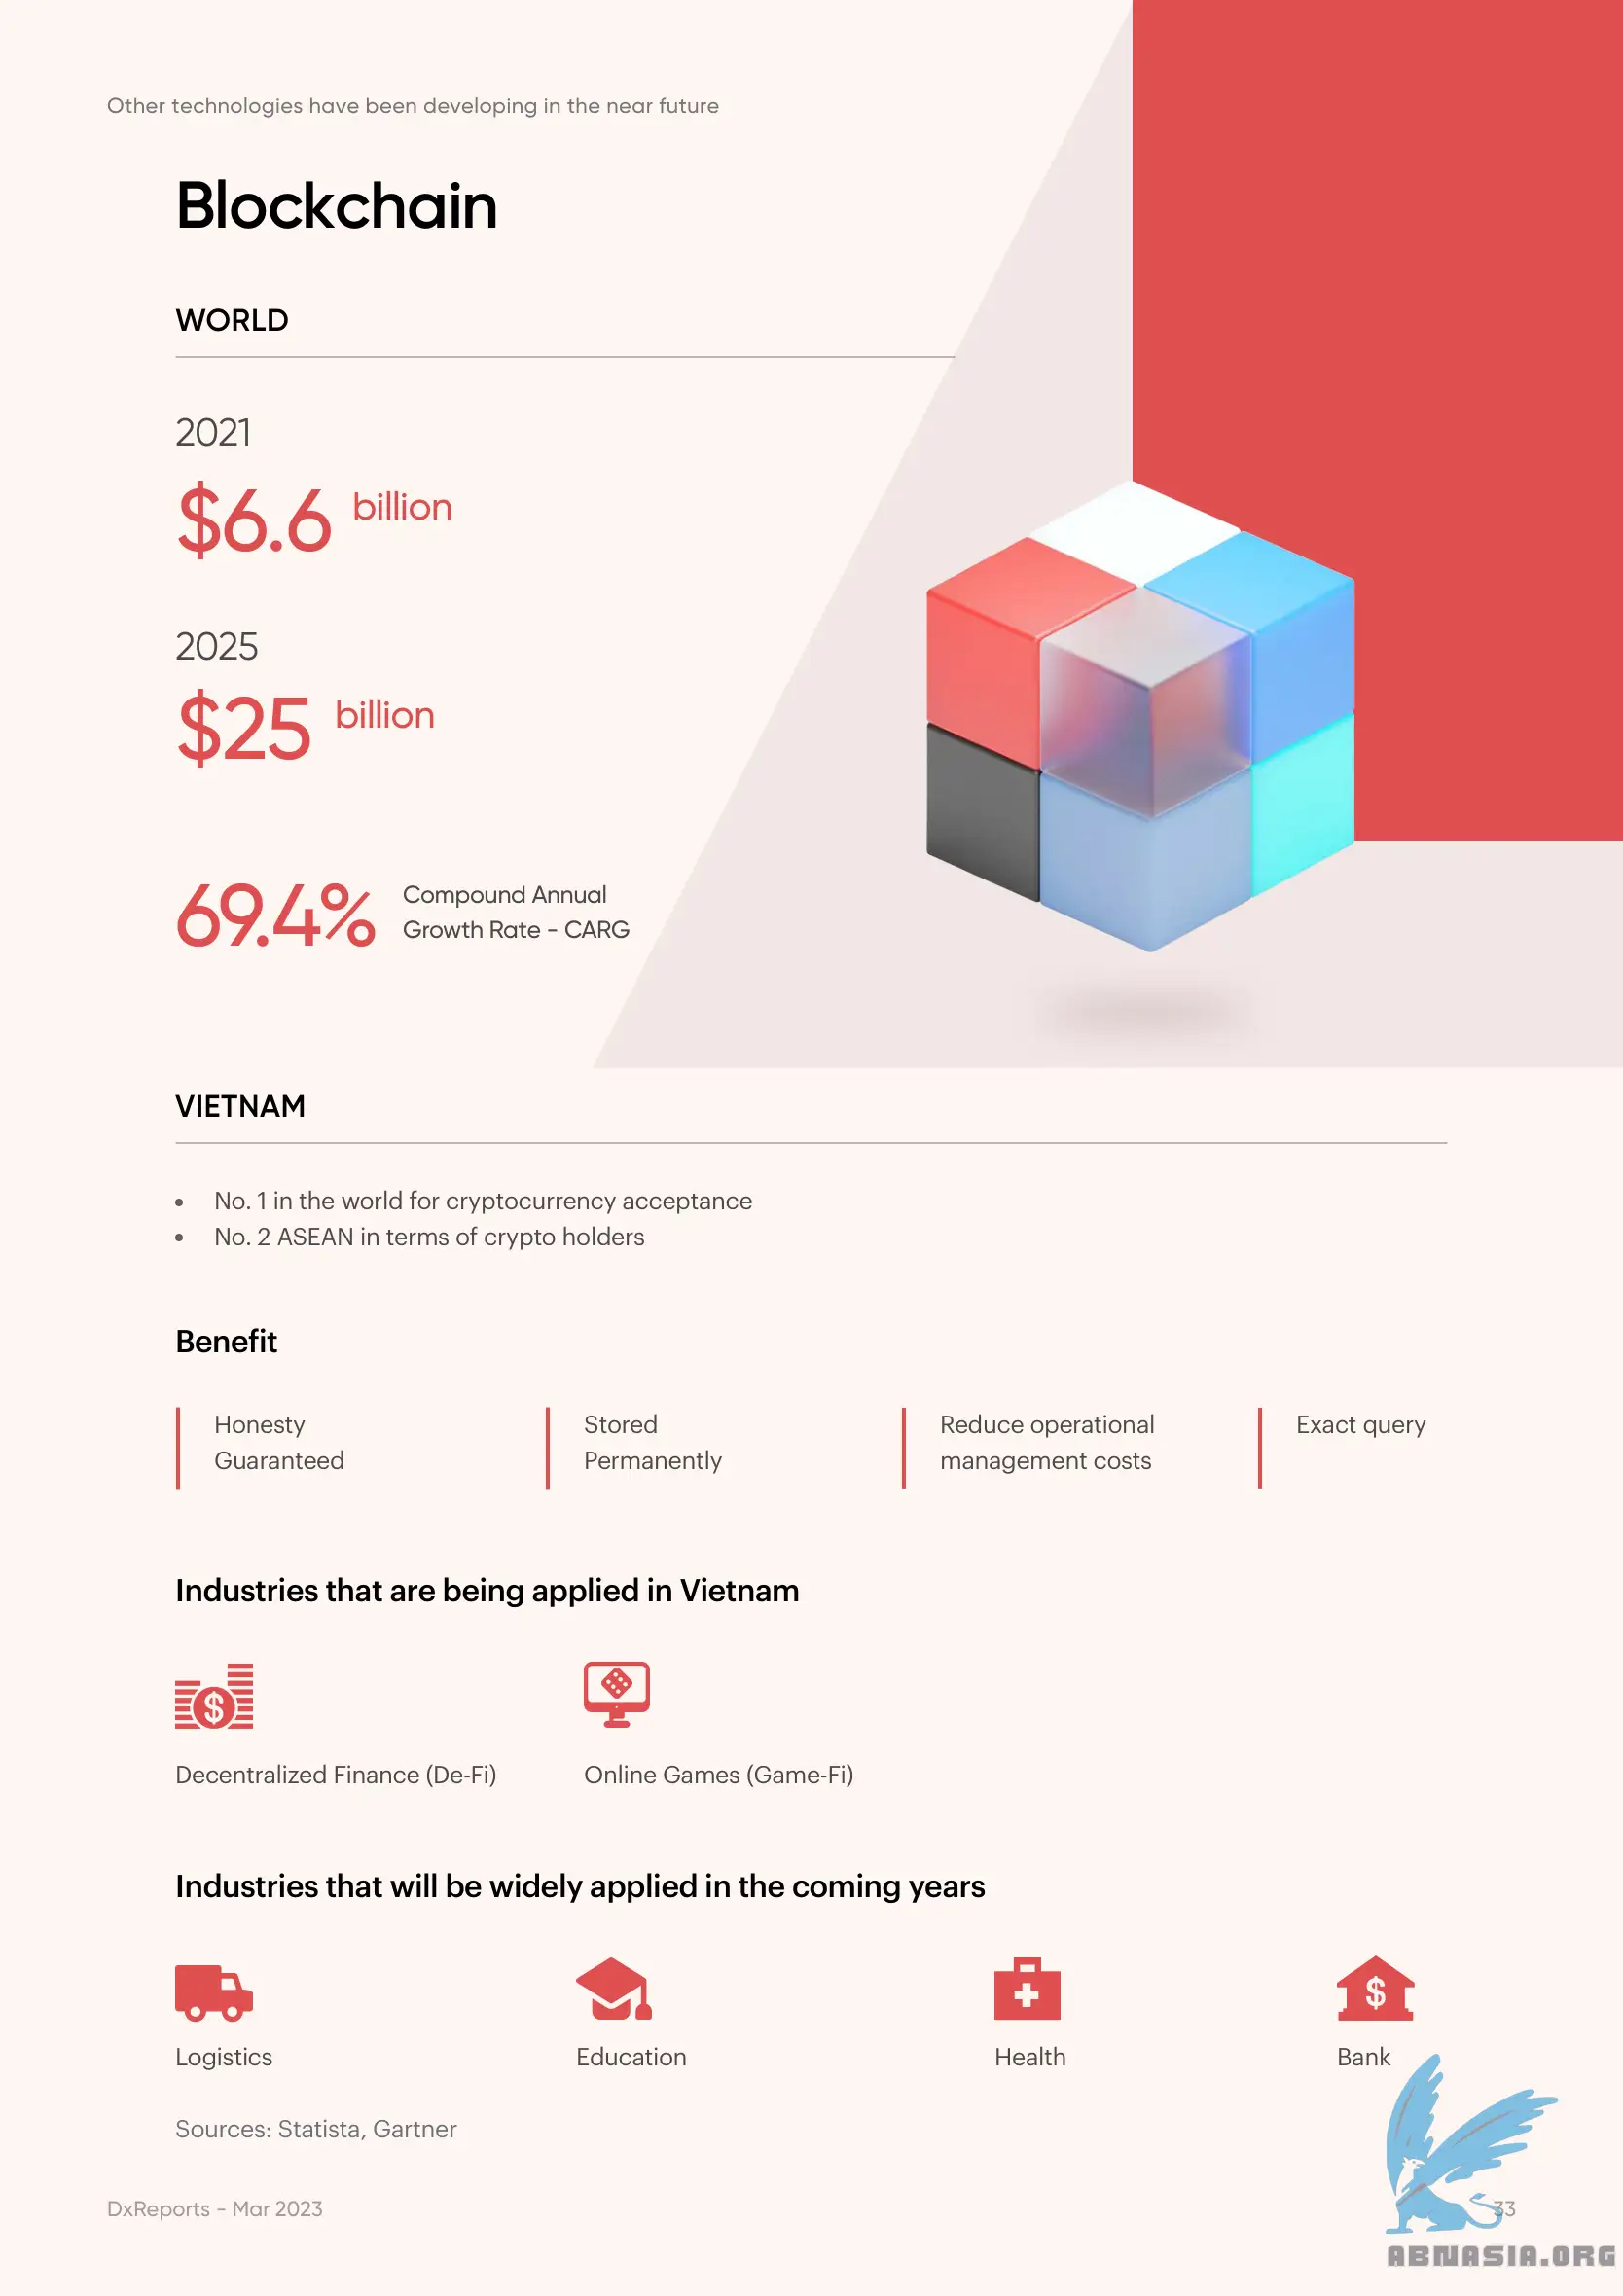 Other technologies have been developing in the near future
Blockchain
WORLD
2021
$6.6 billion
2025
$25 billion
69.4%
Compound Annual
Growth Rate - CARG
VIETNAM
• No. 1 in the world for cryptocurrency acceptance
• No. 2 ASEAN in terms of crypto holders
Benefit
Honesty
Guaranteed
Stored
Permanently
Reduce operational
management costs
Exact query
Industries that are being applied in Vietnam
$
Decentralized Finance (De-Fi)
Online Games (Game-Fi)
Industries that will be widely applied in the coming years
$
Logistics
Education
Health
Bank
Sources: Statista, Gartner
DxReports - Mar 2023
33
ABNASIA.ORG